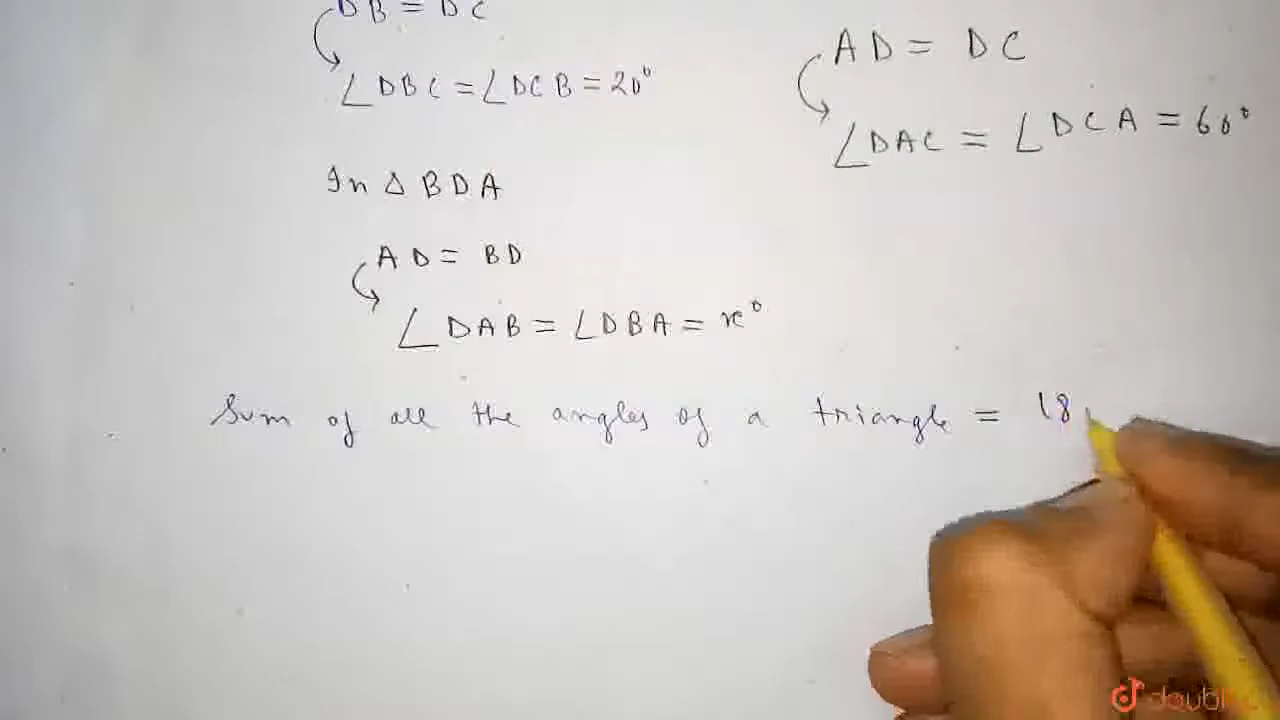 DB = DC
∠DBC = ∠DCB = 20°
AD = DC
∠DAC = ∠DCA = 60°
In △ BDA
AD = BD
∠DAB = ∠DBA = x°
Sum of all the angles of a triangle = 18